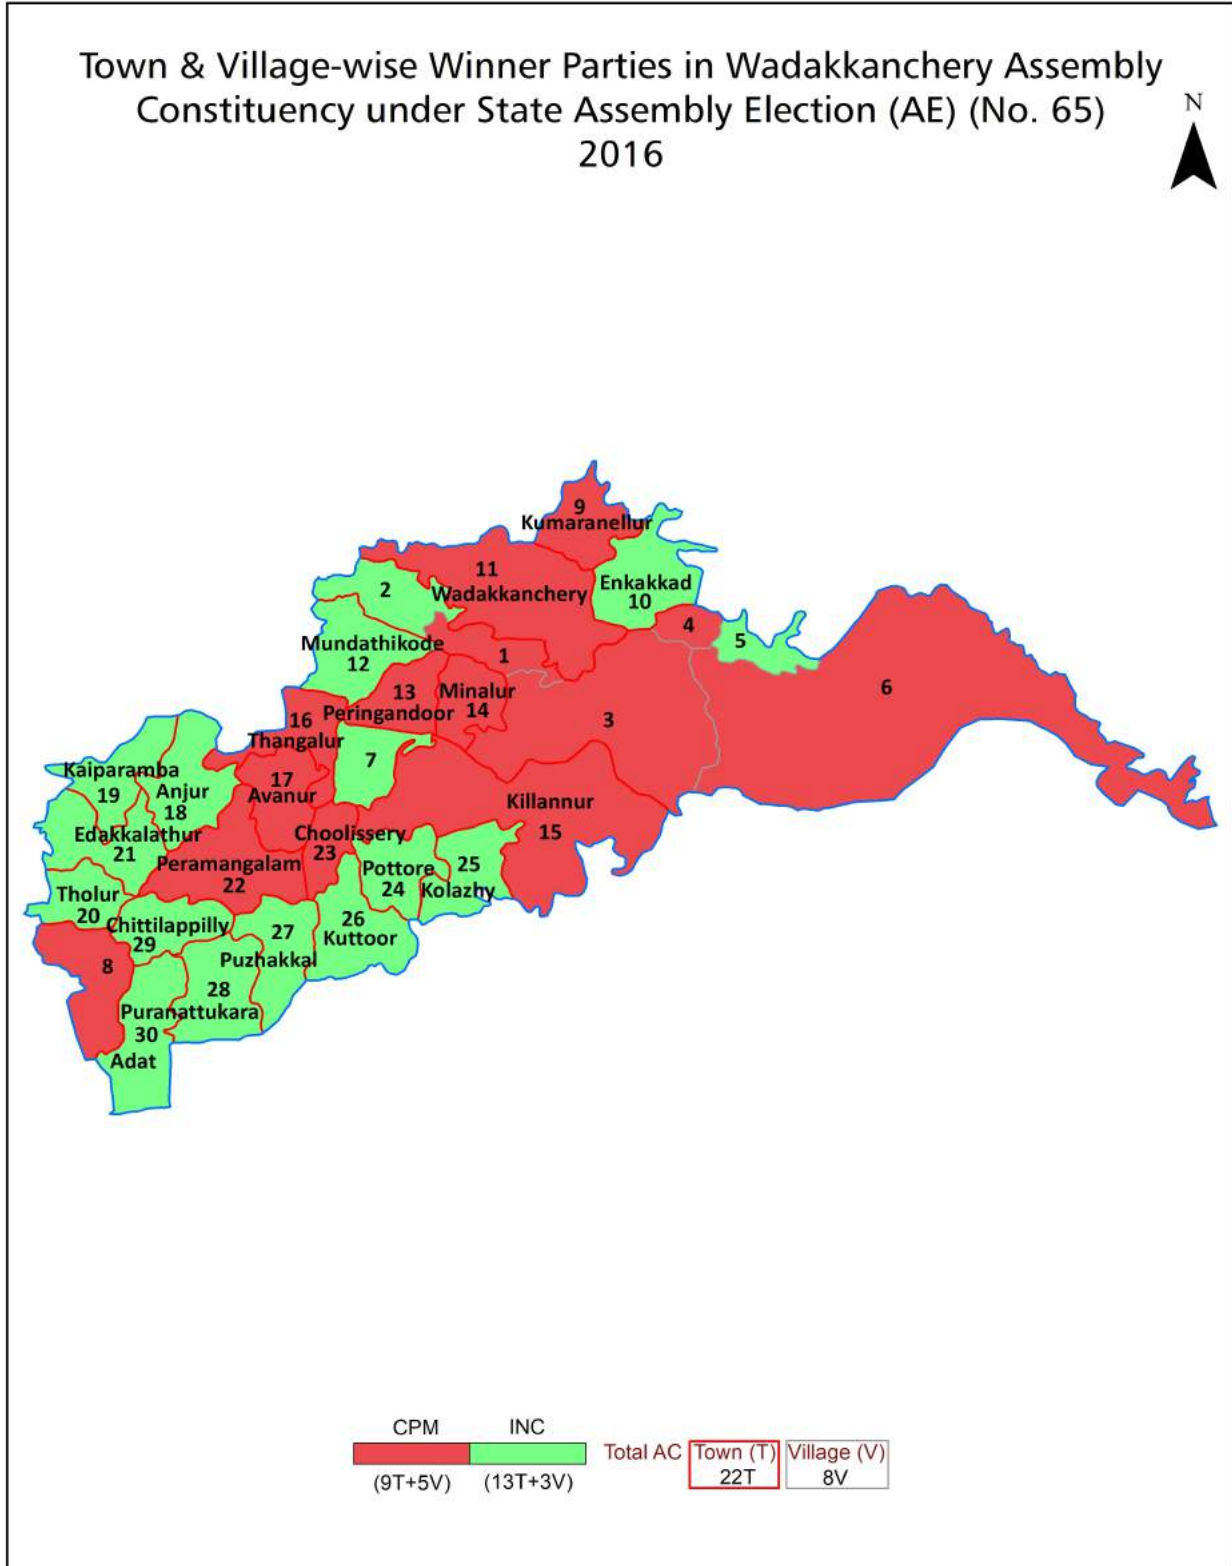 Town & Village-wise Winner Parties in Wadakkanchery Assembly
Constituency under State Assembly Election (AE) (No. 65)
2016
N
9
Kumaranellur
11
Wadakkanchery
Enkakkad
10
2
4
5
Mundathikode
12
1
6
13
Peringandoor
Minalur
14
3
16
Thangalur
7
17
Avanur
Kaiparamba
19
Anjur
18
Killannur
15
Edakkalathur
21
Choolissery
23
Peramangalam
22
Pottore
24
25
Kolazhy
Tholur
20
Chittilappilly
29
27
Puzhakkal
26
Kuttoor
8
28
Puranattukara
30
Adat
CPM INC
(9T+5V) (13T+3V)
Total AC Town (T) Village (V)
22T 8V